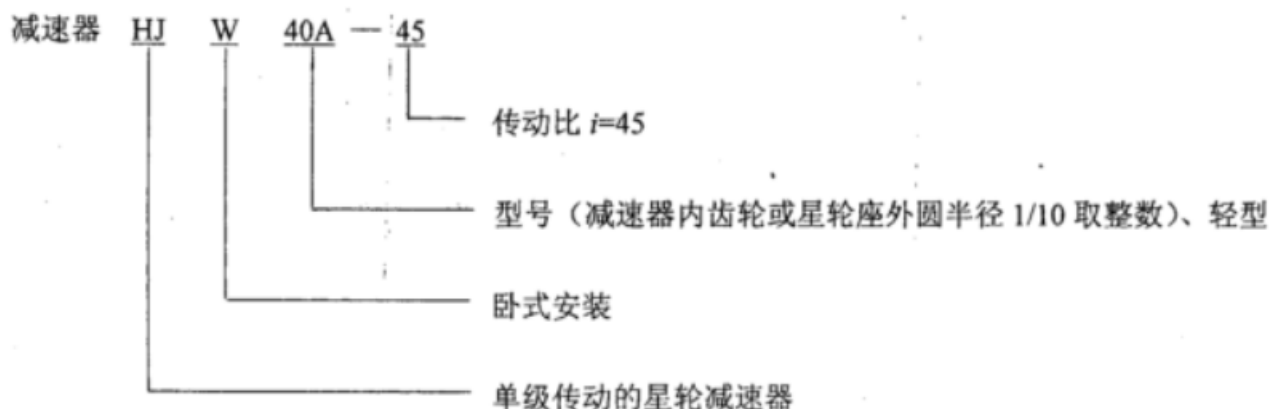 减速器 HJ W 40A — 45
传动比 i=45
型号（减速器内齿轮或星轮座外圆半径 1/10 取整数）、轻型
卧式安装
单级传动的星轮减速器